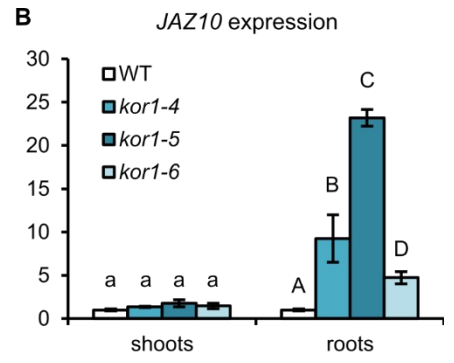 B
JAZ10 expression
30
25
20
15
10
5
0
WT
kor1-4
kor1-5
kor1-6
a a a a
A
B
C
D
shoots roots